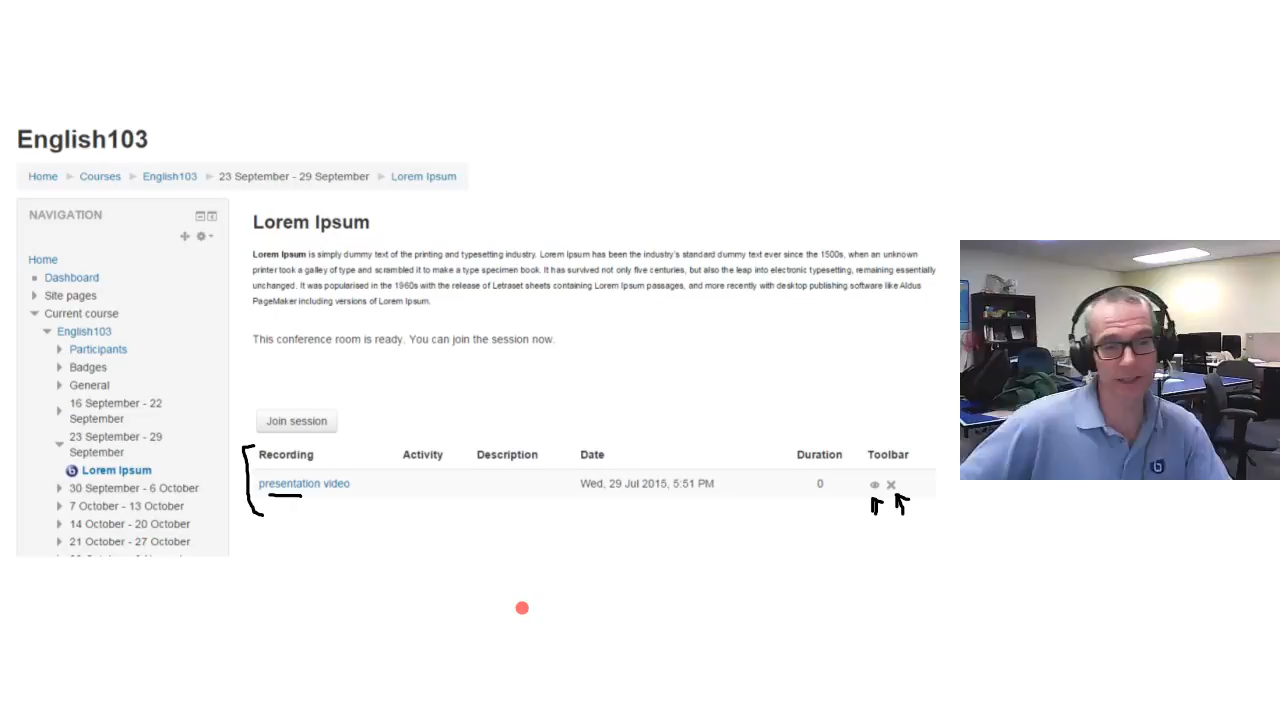 English103
Home Courses English103 23 September - 29 September Lorem Ipsum
NAVIGATION
Home
Dashboard
Site pages
Current course
English103
Participants
Badges
General
16 September - 22
September
23 September - 29
September
Lorem Ipsum
30 September - 6 October
7 October - 13 October
14 October - 20 October
21 October - 27 October
Lorem Ipsum
Lorem Ipsum is simply dummy text of the printing and typesetting industry. Lorem Ipsum has been the industry's standard dummy text ever since the 1500s, when an unknown
printer took a galley of type and scrambled it to make a type specimen book. It has survived not only five centuries, but also the leap into electronic typesetting, remaining essentially
unchanged. It was popularised in the 1960s with the release of Letraset sheets containing Lorem Ipsum passages, and more recently with desktop publishing software like Aldus
PageMaker including versions of Lorem Ipsum.
This conference room is ready. You can join the session now.
Join session
Recording Activity Description Date Duration Toolbar
presentation video Wed, 29 Jul 2015, 5:51 PM 0